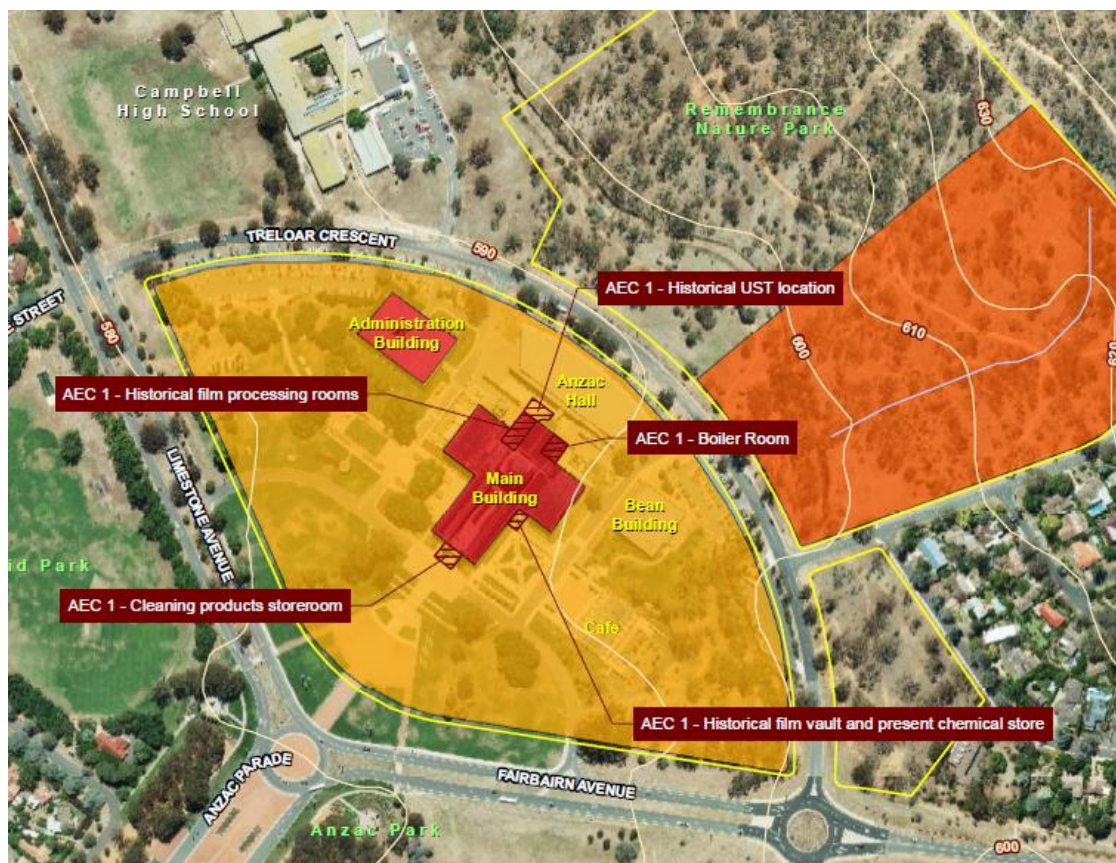 Campbell
High School
Remembrance
Nature Park
630
TRELOAR CRESCENT
590
AEC 1 - Historical UST location
E STREET
580
Administration
Building
600
610
620
Anzac
Hall
AEC 1 - Historical film processing rooms
AEC 1 - Boiler Room
Main
Building
LIMESTONE AVENUE
Bean
Building
id Park
AEC 1 - Cleaning products storeroom
Cafe
AEC 1 - Historical film vault and present chemical store
ANZAC PARADE
FAIRBAIRN AVENUE
Anzac Park
600